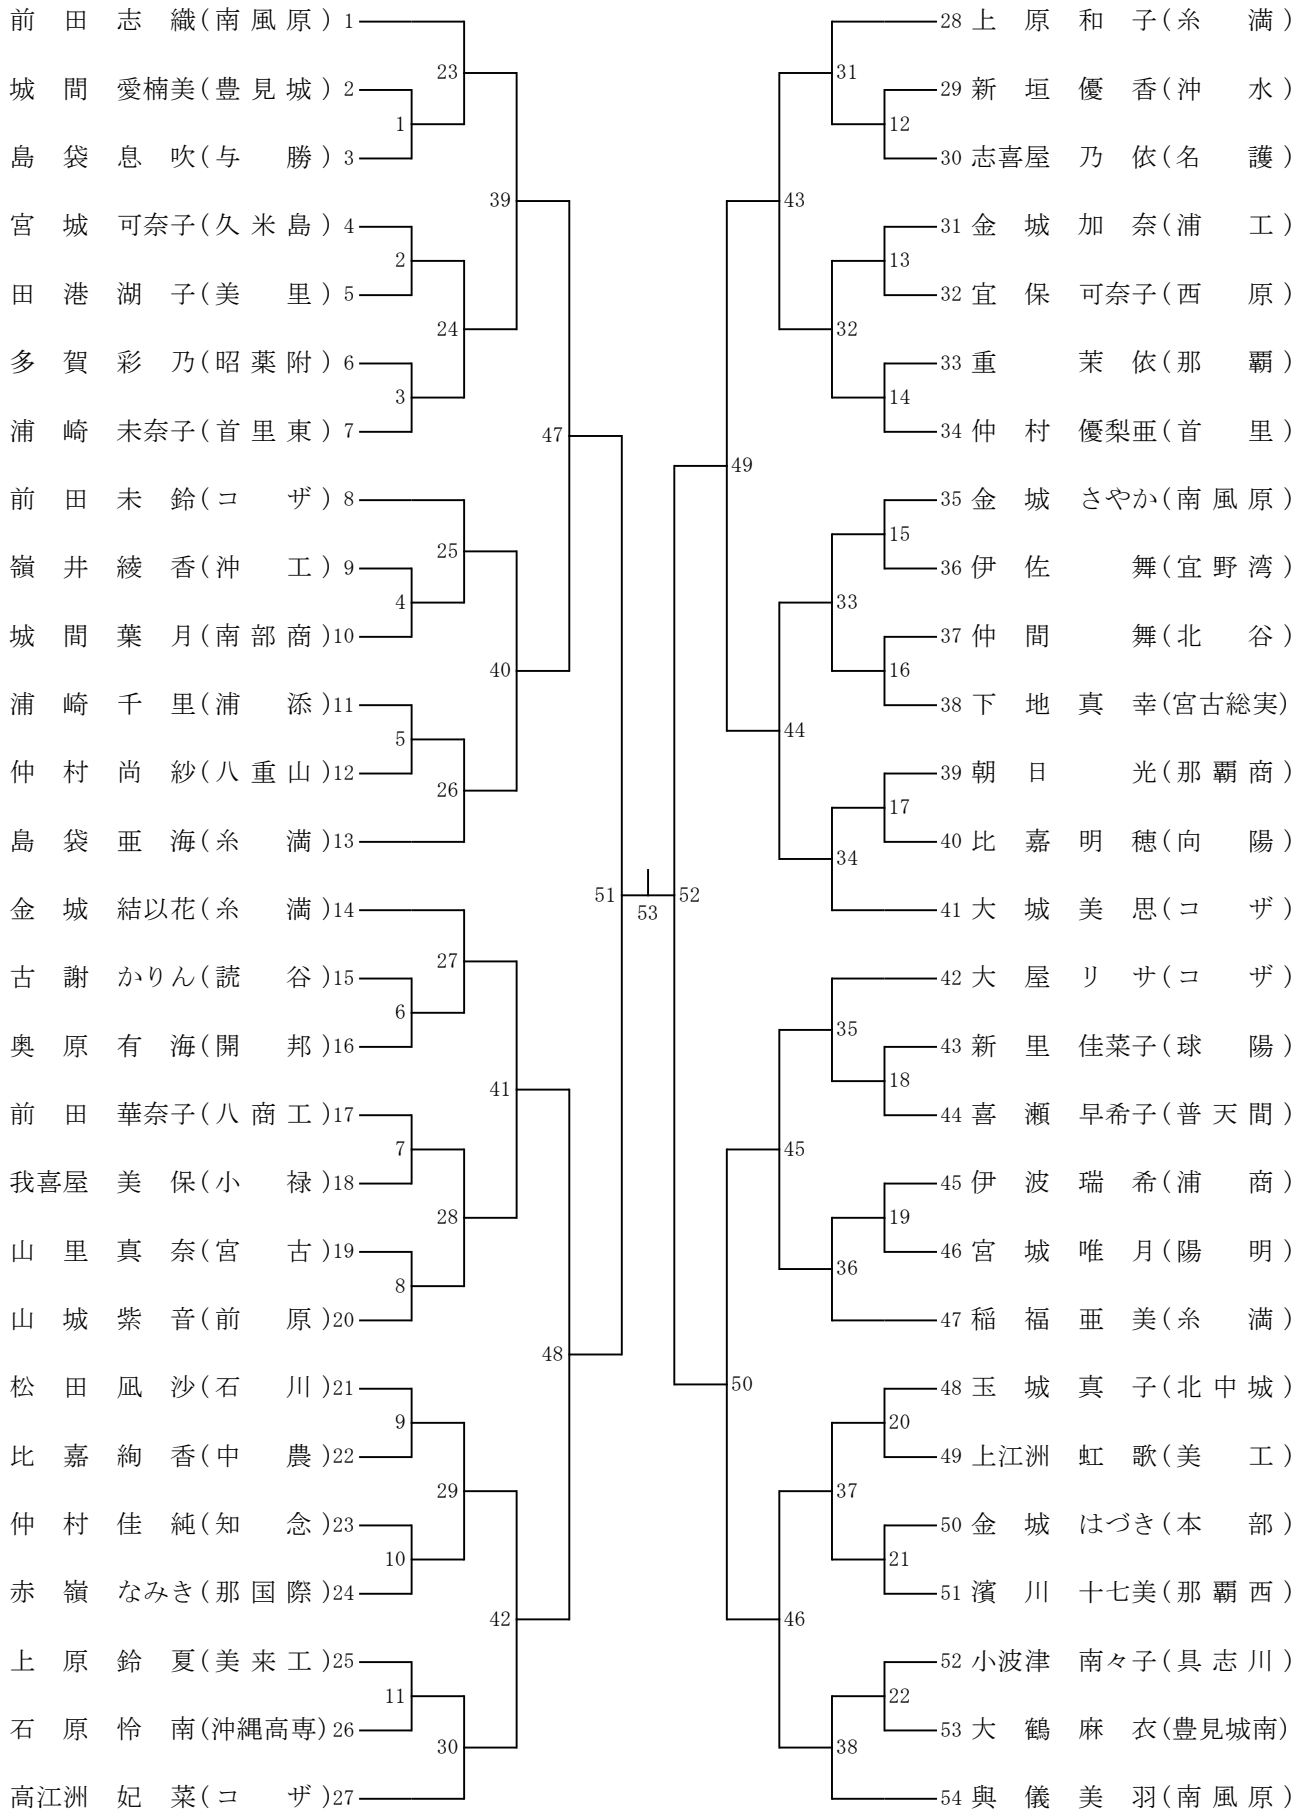 前田 志織(南風原) 1
城間 愛楠美(豊見城) 2
島袋 息吹(与勝) 3
宮城 可奈子(久米島) 4
田港 湖子(美里) 5
多賀 彩乃(昭薬附) 6
浦崎 未奈子(首里東) 7
前田 未鈴(コザ) 8
嶺井 綾香(沖工) 9
城間 葉月(南部商) 10
浦崎 千里(浦添) 11
仲村 尚紗(八重山) 12
島袋 亜海(糸満) 13
金城 結以花(糸満) 14
古謝 かりん(読谷) 15
奥原 有海(開邦) 16
前田 華奈子(八商工) 17
我喜屋 美保(小禄) 18
山里 真奈(宮古) 19
山城 紫音(前原) 20
松田 凪沙(石川) 21
比嘉 絢香(中農) 22
仲村 佳純(知念) 23
赤嶺 なみき(那国際) 24
上原 鈴夏(美来工) 25
石原 怜南(沖縄高専) 26
高江洲 妃菜(コザ) 27
1
2
3
4
5
6
7
8
9
10
11
23
24
25
26
27
28
29
30
39
40
41
42
47
48
51
53
52
49
50
43
44
45
46
31
32
33
34
35
36
37
38
12
13
14
15
16
17
18
19
20
21
22
28 上原 和子(糸満)
29 新垣 優香(沖水)
30 志喜屋 乃依(名護)
31 金城 加奈(浦工)
32 宜保 可奈子(西原)
33 重 茉依(那覇)
34 仲村 優梨亜(首里)
35 金城 さやか(南風原)
36 伊佐 舞(宜野湾)
37 仲間 舞(北谷)
38 下地 真幸(宮古総実)
39 朝日 光(那覇商)
40 比嘉 明穂(向陽)
41 大城 美思(コザ)
42 大屋 リサ(コザ)
43 新里 佳菜子(球陽)
44 喜瀬 早希子(普天間)
45 伊波 瑞希(浦商)
46 宮城 唯月(陽明)
47 稲福 亜美(糸満)
48 玉城 真子(北中城)
49 上江洲 虹歌(美工)
50 金城 はづき(本部)
51 濱川 十七美(那覇西)
52 小波津 南々子(具志川)
53 大鶴 麻衣(豊見城南)
54 與儀 美羽(南風原)